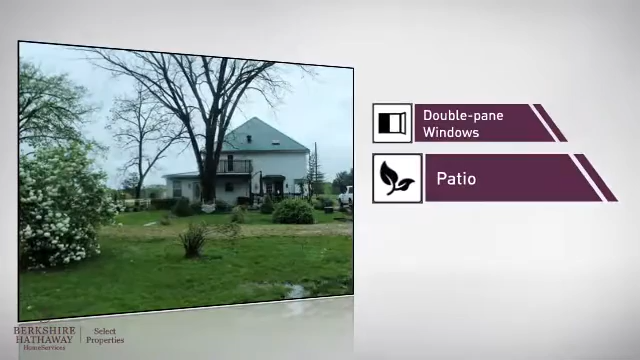 Double-pane
Windows
Patio
BERKSHIRE
HATHAWAY
HomeServices
Select
Properties